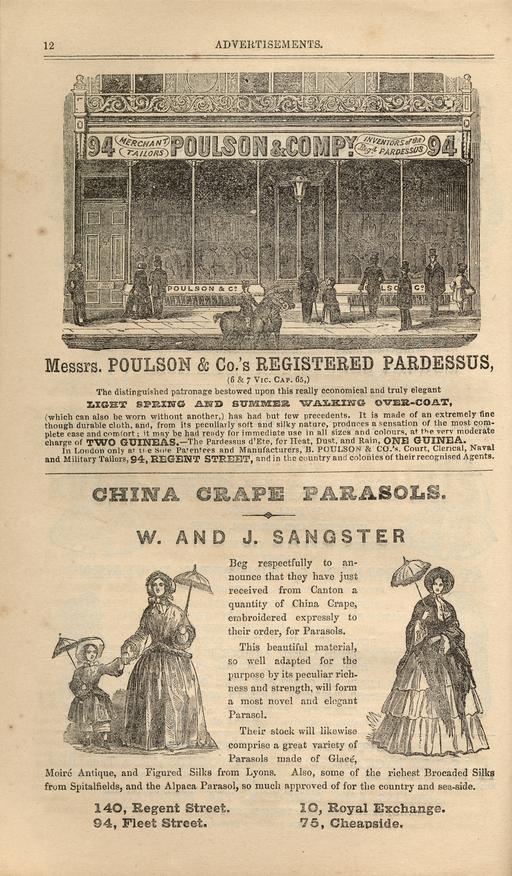 12
ADVERTISEMENTS.
94 MERCHANT TAILORS POULSON & COMPY INVENTORS of the Regd. PARDESSUS 94
POULSON & Co.
LSON & Co.
Messrs. POULSON & Co.'s REGISTERED PARDESSUS,
(6 & 7 VIC. CAP. 65,)
The distinguished patronage bestowed upon this really economical and truly elegant
LIGHT SPRING AND SUMMER WALKING OVER-COAT,
(which can also be worn without another,) has had but few precedents. It is made of an extremely fine
though durable cloth, and, from its peculiarly soft and silky nature, produces a sensation of the most com-
plete ease and comfort; it may be had ready for immediate use in all sizes and colours, at the very moderate
charge of TWO GUINEAS.—The Pardessus d'Ete, for Heat, Dust, and Rain, ONE GUINEA.
In London only at the Sole Patentees and Manufacturers, B. POULSON & CO.'s. Court, Clerical, Naval
and Military Tailors, 94, REGENT STREET, and in the country and colonies of their recognised Agents.
CHINA CRAPE PARASOLS.
W. AND J. SANGSTER
Beg respectfully to an-
nounce that they have just
received from Canton a
quantity of China Crape,
embroidered expressly to
their order, for Parasols.
This beautiful material,
so well adapted for the
purpose by its peculiar rich-
ness and strength, will form
a most novel and elegant
Parasol.
Their stock will likewise
comprise a great variety of
Parasols made of Glacé,
Moiré Antique, and Figured Silks from Lyons. Also, some of the richest Brocaded Silks
from Spitalfields, and the Alpaca Parasol, so much approved of for the country and sea-side.
140, Regent Street.
94, Fleet Street.
10, Royal Exchange.
75, Cheapside.